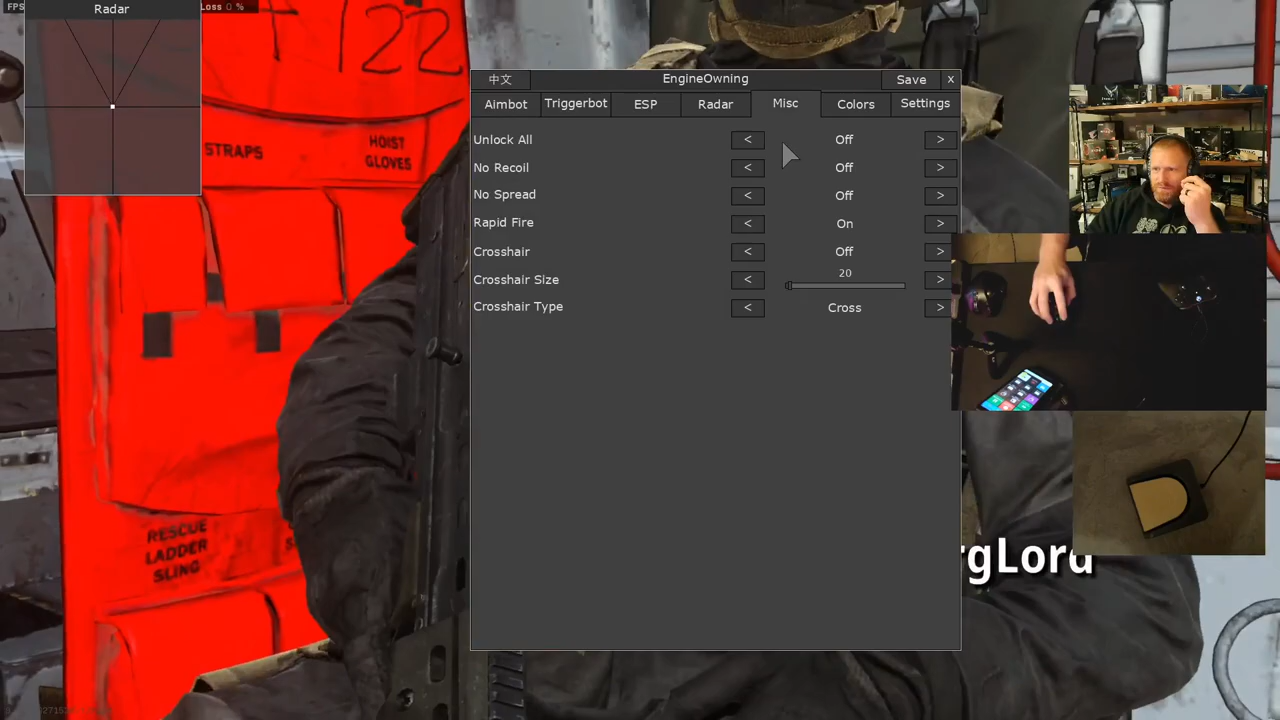 FPS
Loss 0 %
Radar
122
STRAPS
HOIST
GLOVES
RESCUE
LADDER
SLING
中文
EngineOwning
Save
x
Aimbot
Triggerbot
ESP
Radar
Misc
Colors
Settings
Unlock All < Off >
No Recoil < Off >
No Spread < Off >
Rapid Fire < On >
Crosshair < Off >
Crosshair Size < 20 >
Crosshair Type < Cross >
rgLord